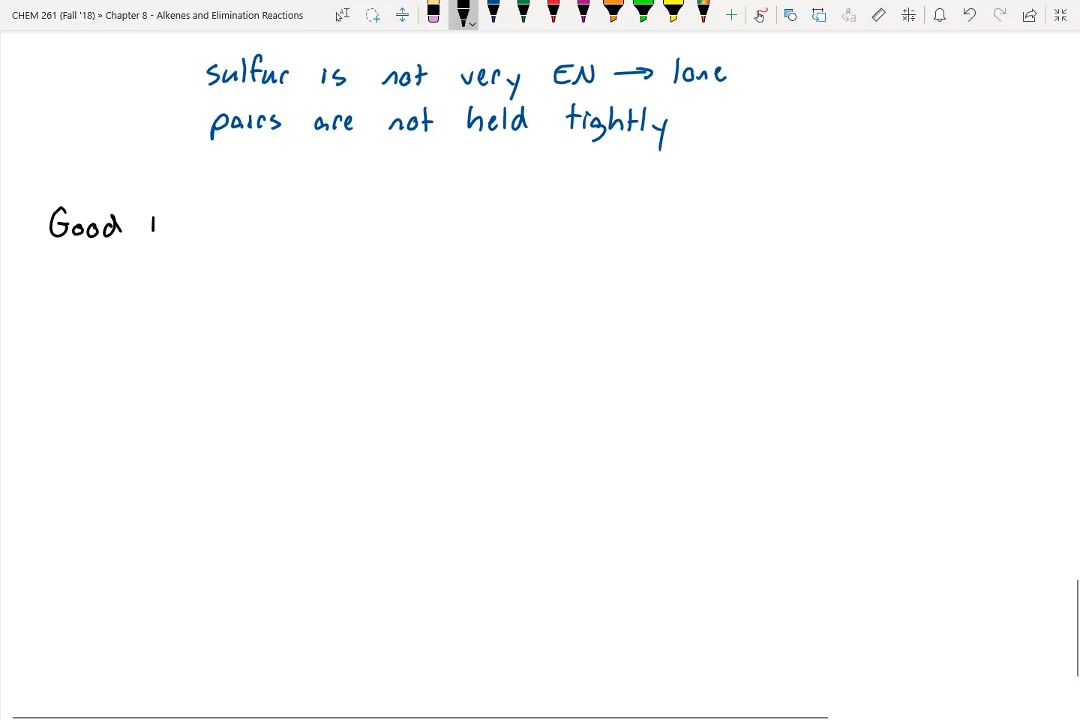 CHEM 261 (Fall '18) » Chapter 8 - Alkenes and Elimination Reactions
sulfur is not very EN → lone
pairs are not held tightly
Good l